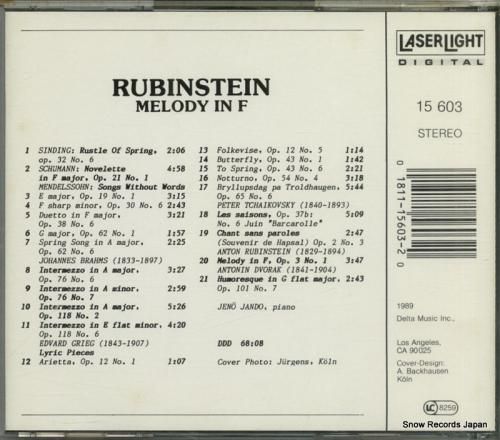 RUBINSTEIN
MELODY IN F
1 SINDING: Rustle Of Spring, 2:06
op. 32 No. 6
2 SCHUMANN: Novelette 4:58
in F major, Op. 21 No. 1
MENDELSSOHN: Songs Without Words
3 E major, Op. 19 No. 1 3:15
4 F sharp minor, Op. 30 No. 6 2:43
5 Duetto in F major, 3:21
Op. 38 No. 6
6 G major, Op. 62 No. 1 1:57
7 Spring Song in A major, 2:25
Op. 62 No. 6
JOHANNES BRAHMS (1833-1897)
8 Intermezzo in A major, 3:27
Op. 76 No. 6
9 Intermezzo in A minor, 2:59
Op. 76 No. 7
10 Intermezzo in A major, 5:26
Op. 118 No. 2
11 Intermezzo in E flat minor, 4:20
Op. 118 No. 6
EDVARD GRIEG (1843-1907)
Lyric Pieces
12 Arietta, Op. 12 No. 1 1:07
13 Folkevise, Op. 12 No. 5 1:14
14 Butterfly, Op. 43 No. 1 1:42
15 To Spring, Op. 43 No. 6 2:21
16 Notturno, Op. 54 No. 4 3:18
17 Bryllupsdag pa Troldhaugen, 5:44
Op. 65 No. 6
PETER TCHAIKOVSKY (1840-1893)
18 Les saisons, Op. 37b: 5:09
No. 6 Juin "Barcarolle"
19 Chant sans paroles 2:51
(Souvenir de Hapsal) Op. 2 No. 3
ANTON RUBINSTEIN (1829-1894)
20 Melody in F, Op. 3 No. 1 3:47
ANTONIN DVORAK (1841-1904)
21 Humoresque in G flat major, 2:43
Op. 101 No. 7
JENÖ JANDO, piano
DDD 68:08
Cover Photo: Jürgens, Köln
LASERLIGHT
DIGITAL
15 603
STEREO
0 1811-15603-2 0
1989
Delta Music Inc.,
Los Angeles,
CA 90025
Cover-Design:
A. Backhausen
Köln
LC 8259
Snow Records Japan